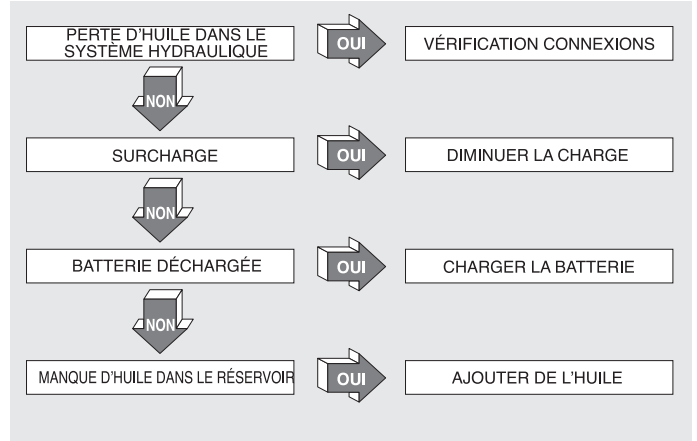 PERTE D'HUILE DANS LE
SYSTÈME HYDRAULIQUE
OUI
VÉRIFICATION CONNEXIONS
NON
SURCHARGE
OUI
DIMINUER LA CHARGE
NON
BATTERIE DÉCHARGÉE
OUI
CHARGER LA BATTERIE
NON
MANQUE D'HUILE DANS LE RÉSERVOIR
OUI
AJOUTER DE L'HUILE